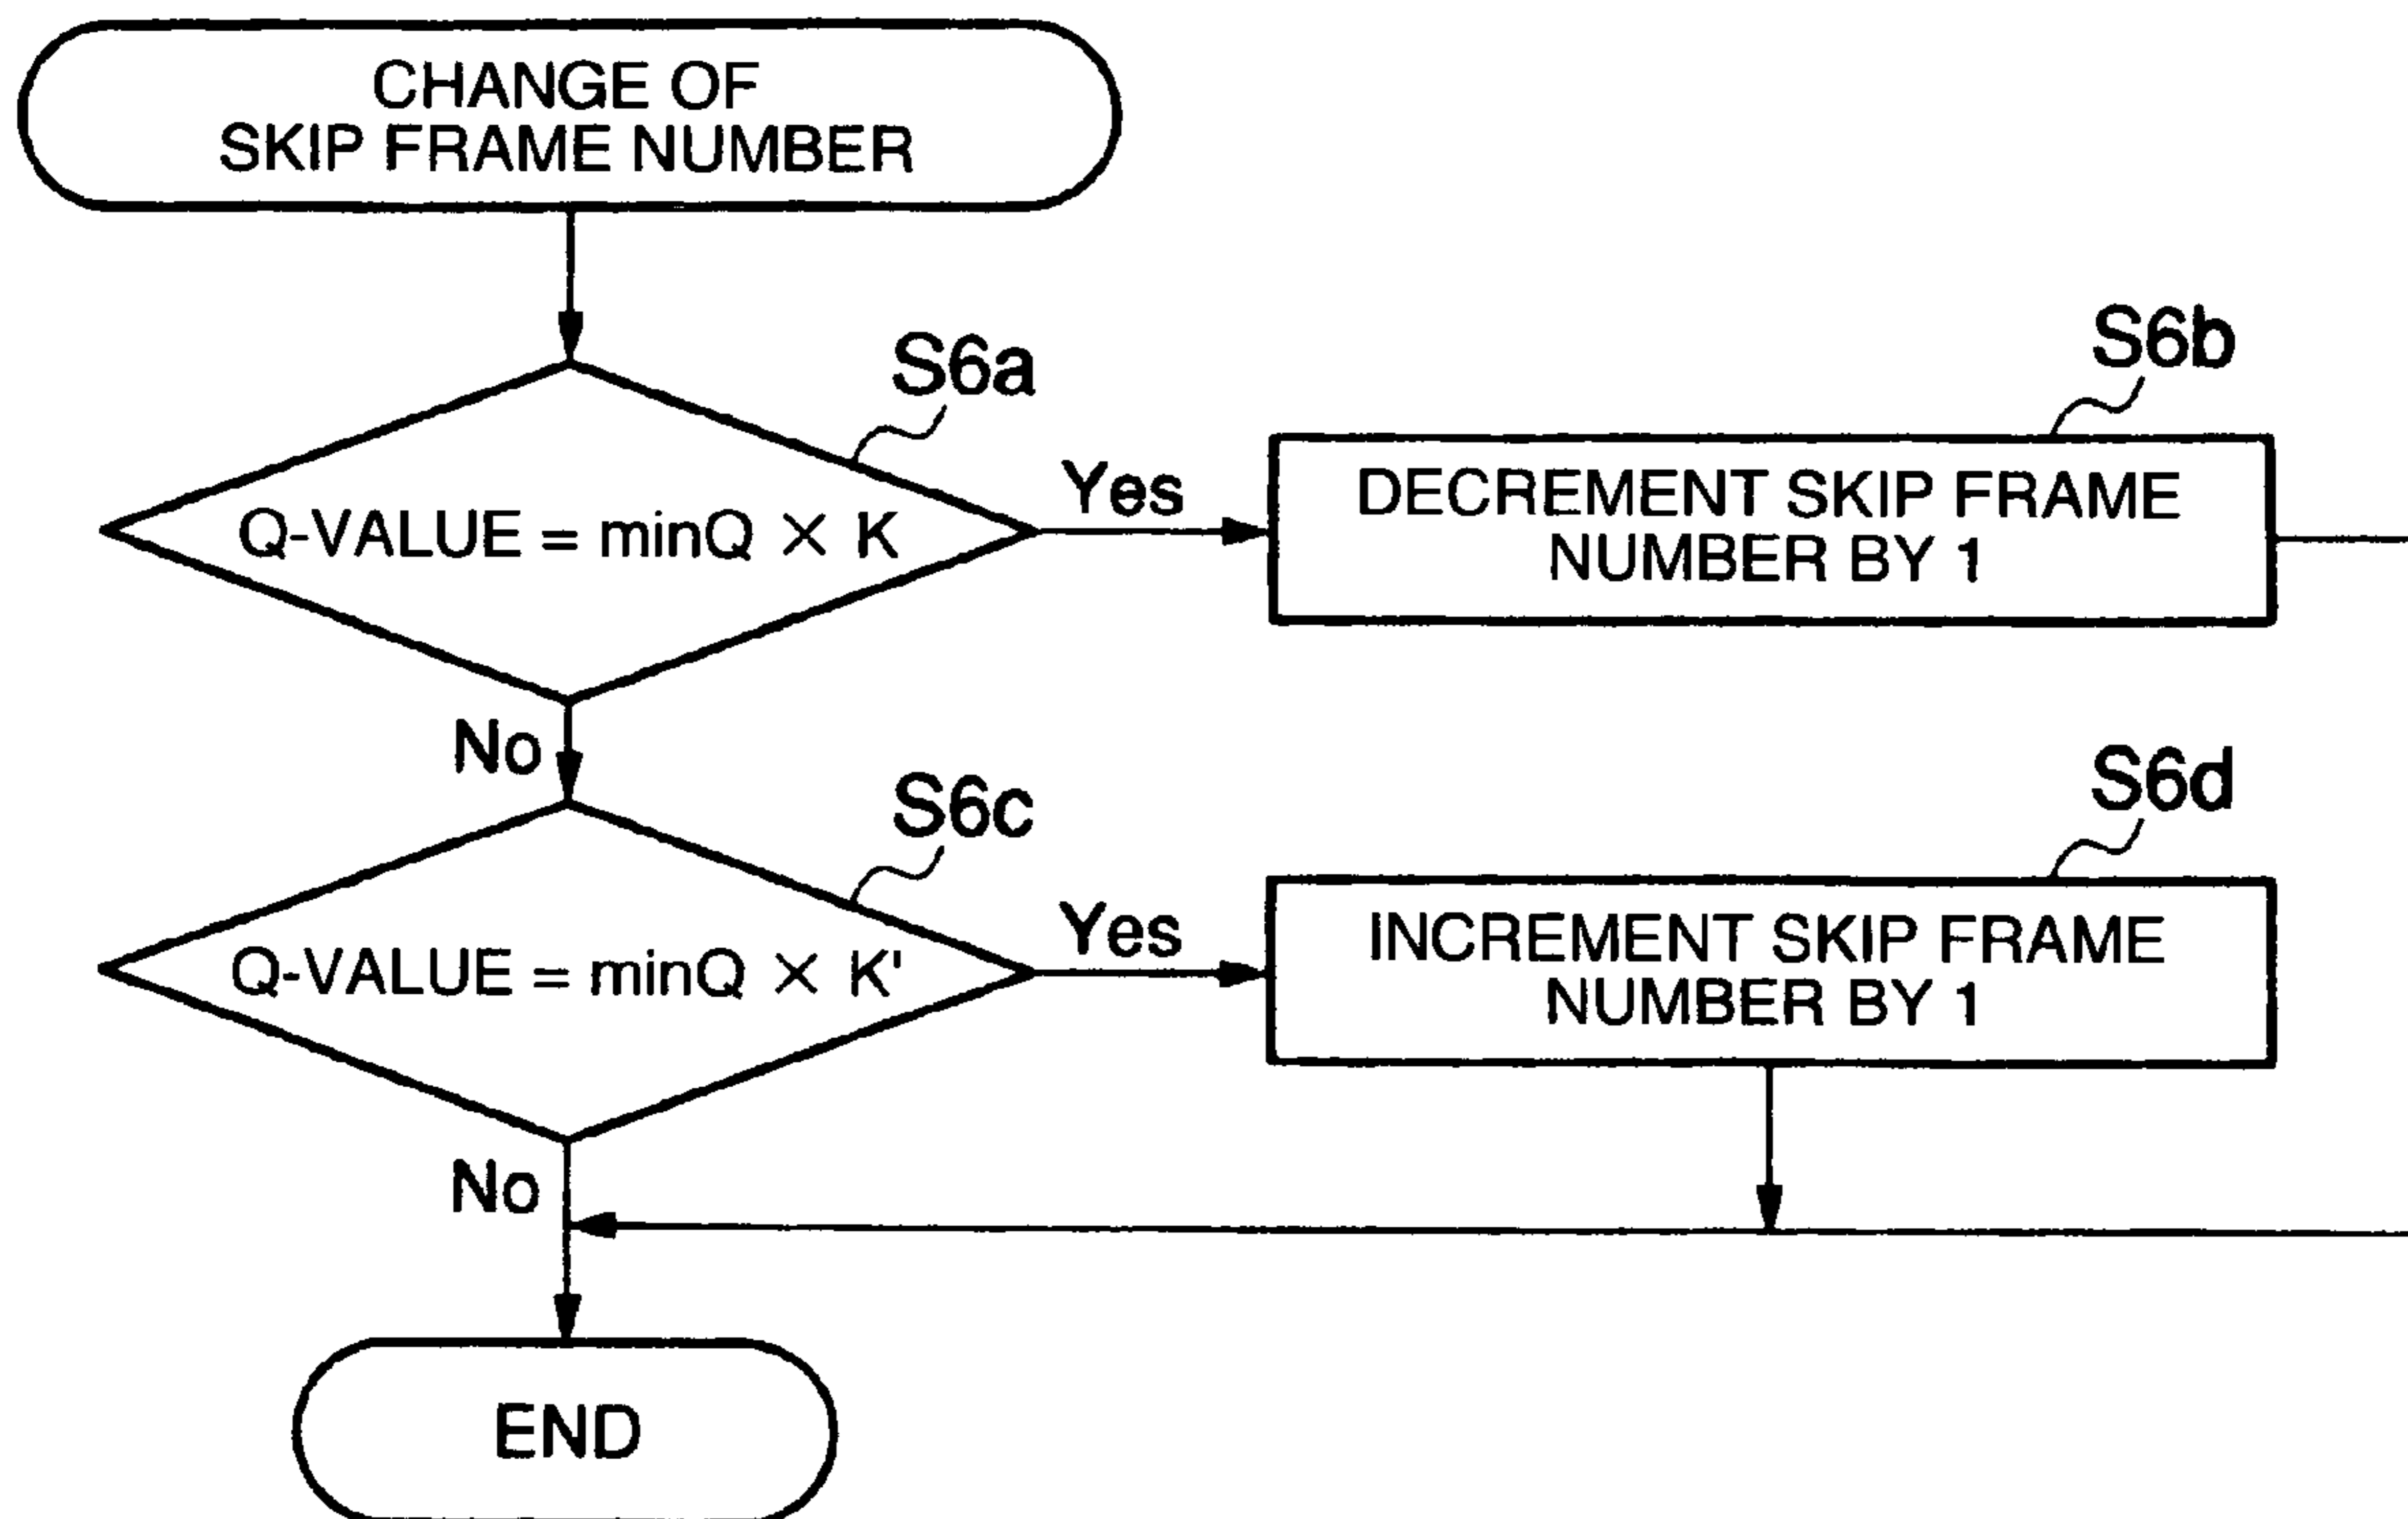 CHANGE OF
SKIP FRAME NUMBER
S6a
Q-VALUE = minQ × K
Yes
S6b
DECREMENT SKIP FRAME
NUMBER BY 1
No
S6c
Q-VALUE = minQ × K'
Yes
S6d
INCREMENT SKIP FRAME
NUMBER BY 1
No
END